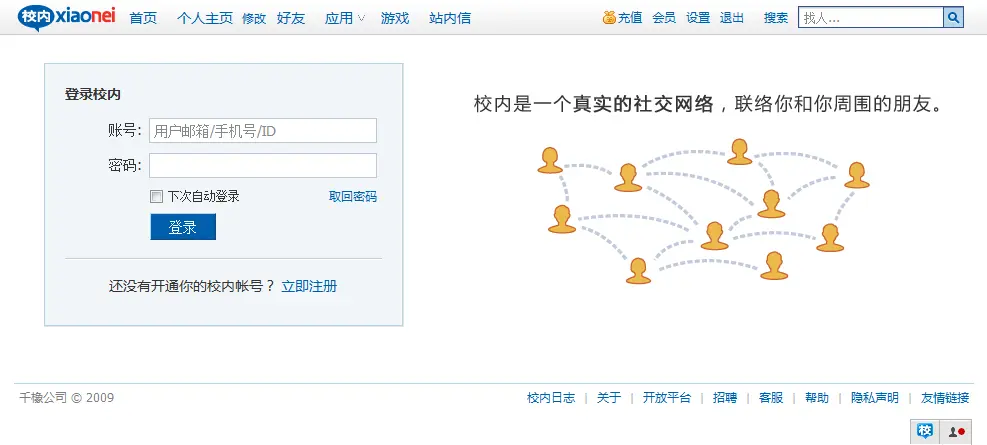 校内 xiaonei 首页 个人主页 修改 好友 应用 游戏 站内信 充值 会员 设置 退出 搜索 找人...
登录校内
账号: 用户邮箱/手机号/ID
密码:
下次自动登录 取回密码
登录
还没有开通你的校内帐号？ 立即注册
校内是一个真实的社交网络，联络你和你周围的朋友。
千橡公司 © 2009 校内日志 | 关于 | 开放平台 | 招聘 | 客服 | 帮助 | 隐私声明 | 友情链接
校